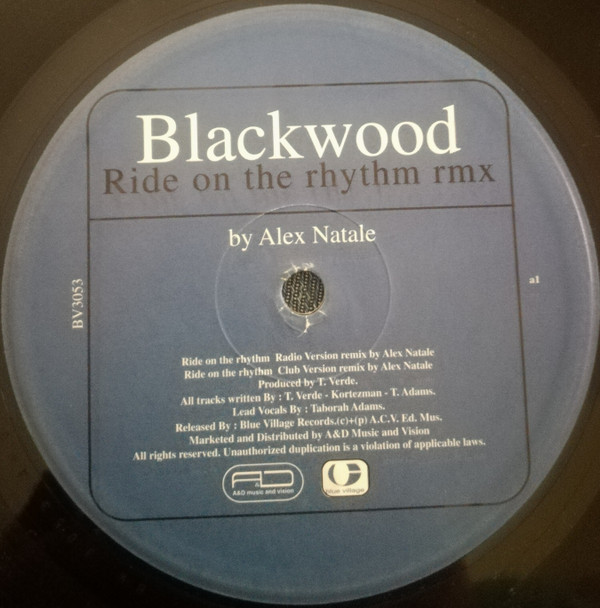 Blackwood
Ride on the rhythm rmx
by Alex Natale
BV3053
a1
Ride on the rhythm Radio Version remix by Alex Natale
Ride on the rhythm Club Version remix by Alex Natale
Produced by T. Verde.
All tracks written By : T. Verde - Kortezman - T. Adams.
Lead Vocals By : Taborah Adams.
Released By : Blue Village Records.(c)+(p) A.C.V. Ed. Mus.
Marketed and Distributed by A&D Music and Vision
All rights reserved. Unauthorized duplication is a violation of applicable laws.
A&D
A&D music and vision
blue village